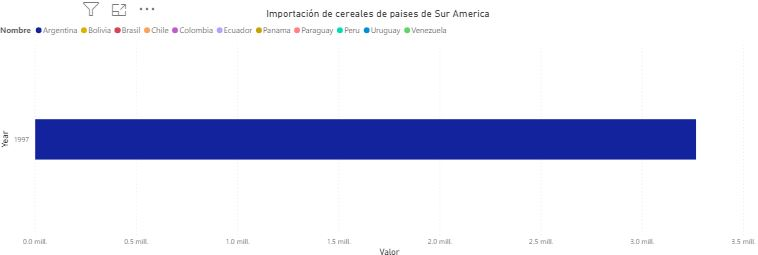 Importación de cereales de paises de Sur America
Nombre Argentina Bolivia Brasil Chile Colombia Ecuador Panama Paraguay Peru Uruguay Venezuela
Year
1997
0.0 mill. 0.5 mill. 1.0 mill. 1.5 mill. 2.0 mill. 2.5 mill. 3.0 mill. 3.5 mill.
Valor